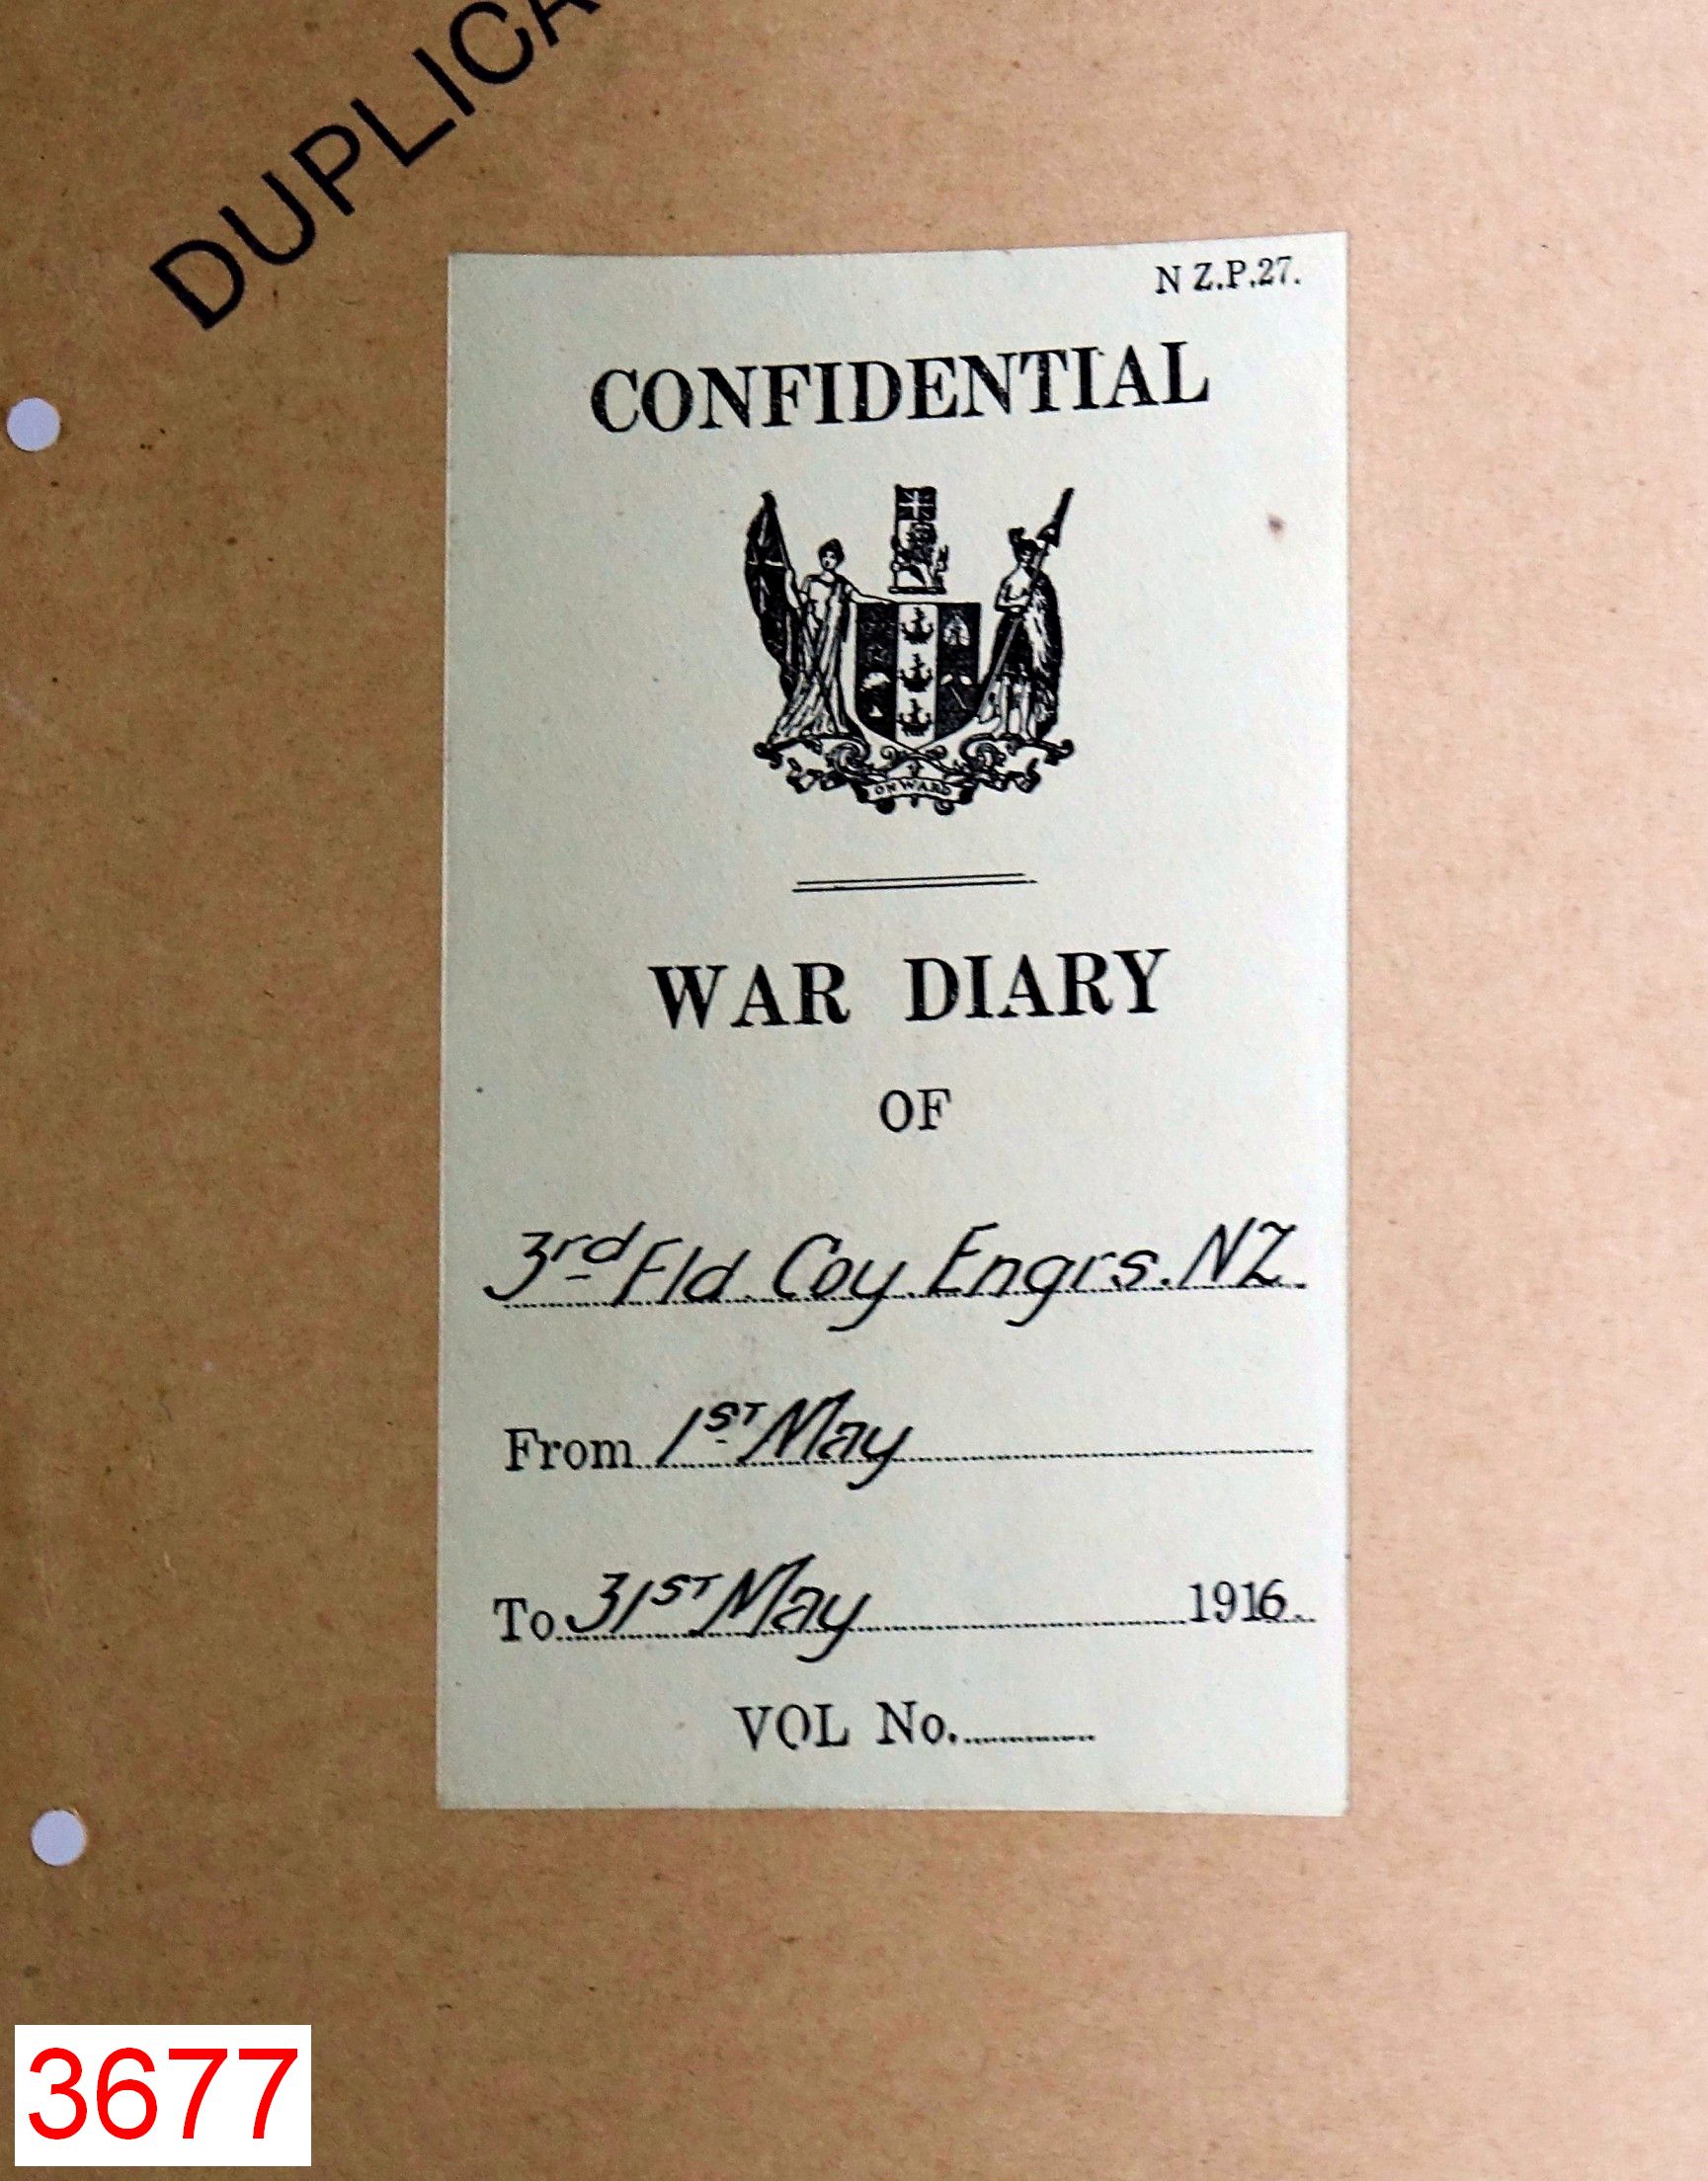 DUPLICA
N Z.P.27.
CONFIDENTIAL
ONWARD
WAR DIARY
OF
3rd Fld. Coy. Engrs. NZ.
From 1ST May
To 31ST May 1916.
VOL No.
3677